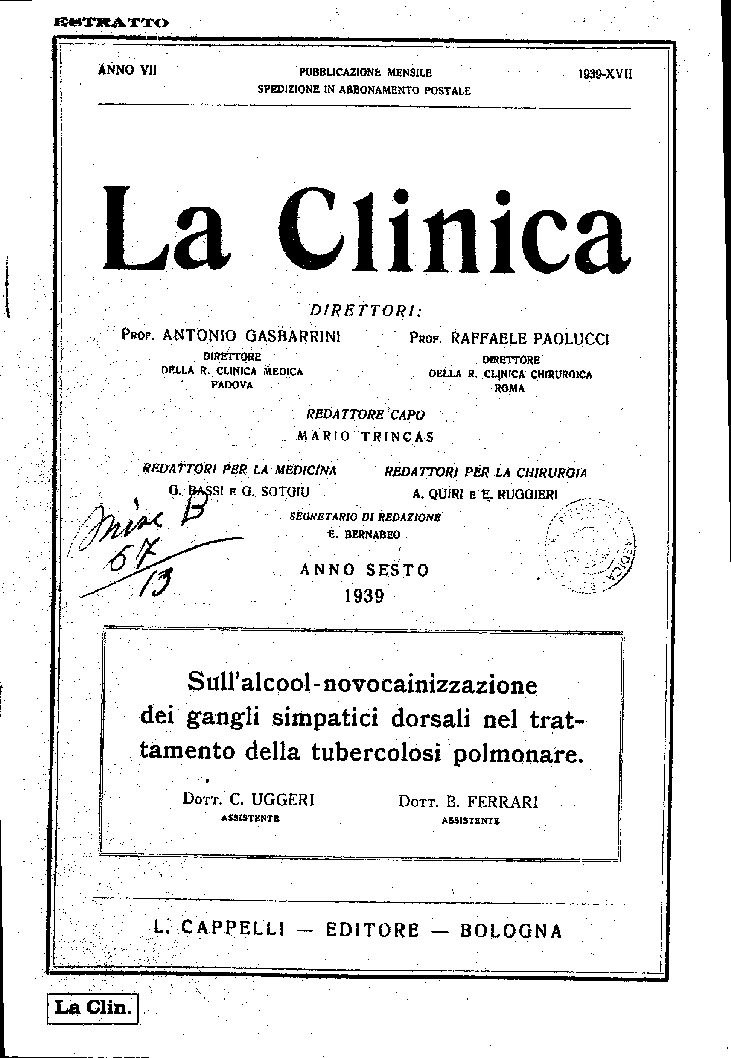 ESTRATTO
ANNO VII PUBBLICAZIONE MENSILE 1939-XVII
SPEDIZIONE IN ABBONAMENTO POSTALE
La Clinica
DIRETTORI:
PROF. ANTONIO GASBARRINI PROF. RAFFAELE PAOLUCCI
DIRETTORE DIRETTORE
DELLA R. CLINICA MEDICA DELLA R. CLINICA CHIRURGICA
PADOVA ROMA
REDATTORE CAPO
MARIO TRINCAS
REDATTORI PER LA MEDICINA REDATTORI PER LA CHIRURGIA
G. BASSI E G. SOTGIU A. QUIRI E E. RUGGIERI
SEGRETARIO DI REDAZIONE
E. BERNABEO
Misc B
67
13
ANNO SESTO
1939
Sull'alcool-novocainizzazione
dei gangli simpatici dorsali nel trat-
tamento della tubercolosi polmonare.
DOTT. C. UGGERI DOTT. B. FERRARI
ASSISTENTE ASSISTENTE
L. CAPPELLI — EDITORE — BOLOGNA
La Clin.